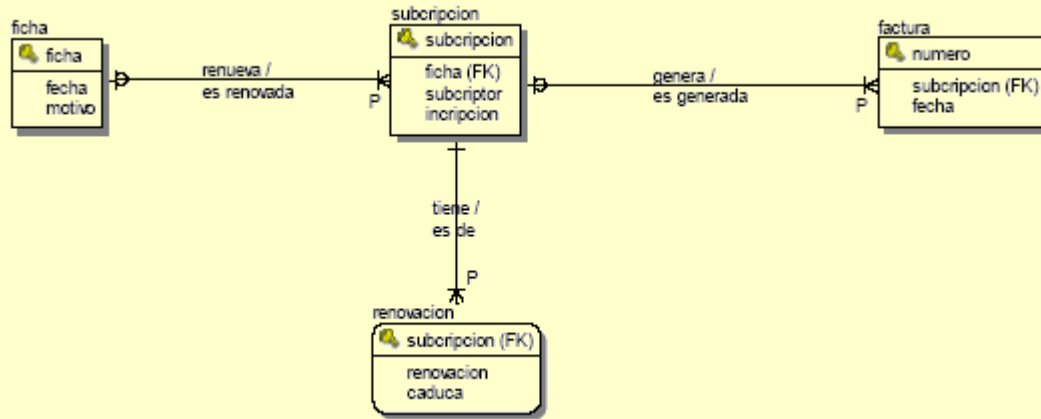 ficha
ficha
fecha
motivo
renueva /
es renovada
P
subcripcion
subcripcion
ficha (FK)
subcriptor
incripcion
genera /
es generada
P
factura
numero
subcripcion (FK)
fecha
tiene /
es de
P
renovacion
subcripcion (FK)
renovacion
caduca